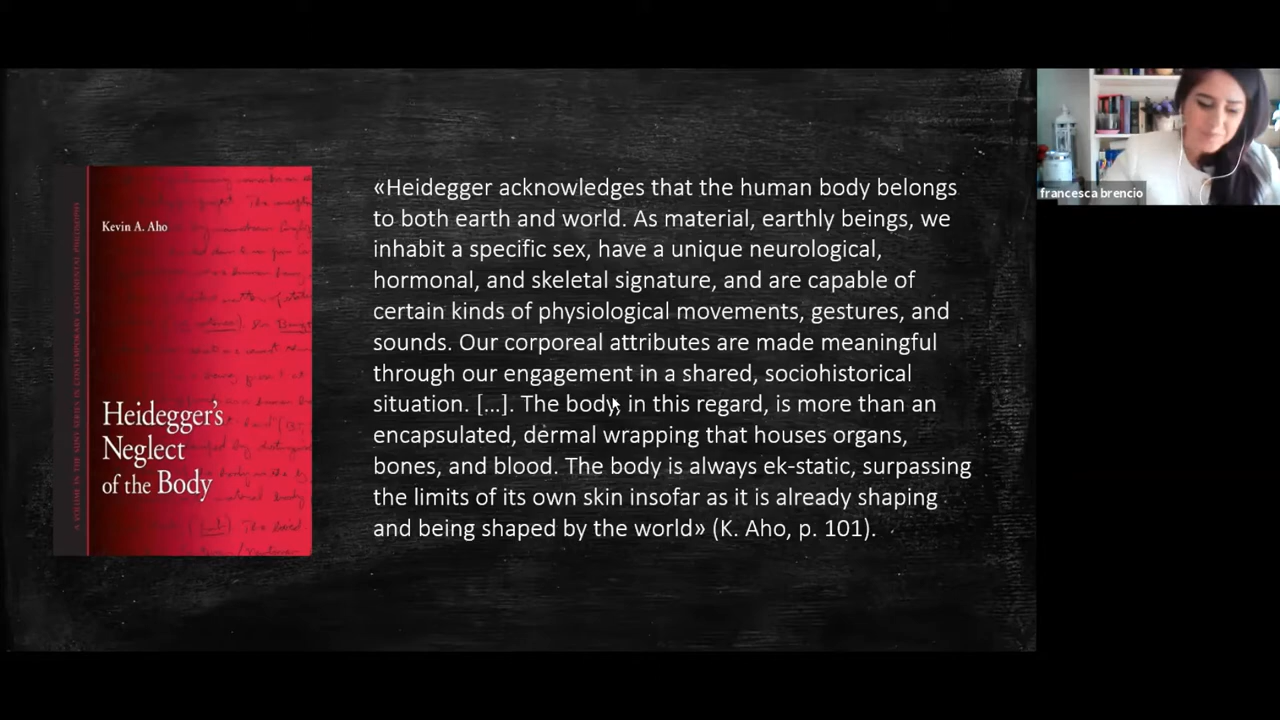 Kevin A. Aho
Heidegger's
Neglect
of the Body
A VOLUME IN THE SUNY SERIES IN CONTEMPORARY CONTINENTAL PHILOSOPHY
«Heidegger acknowledges that the human body belongs
to both earth and world. As material, earthly beings, we
inhabit a specific sex, have a unique neurological,
hormonal, and skeletal signature, and are capable of
certain kinds of physiological movements, gestures, and
sounds. Our corporeal attributes are made meaningful
through our engagement in a shared, sociohistorical
situation. […]. The body, in this regard, is more than an
encapsulated dermal wrapping that houses organs,
bones, and blood. The body is always ek-static, surpassing
the limits of its own skin insofar as it is already shaping
and being shaped by the world» (K. Aho, p. 101).
francesca brencio